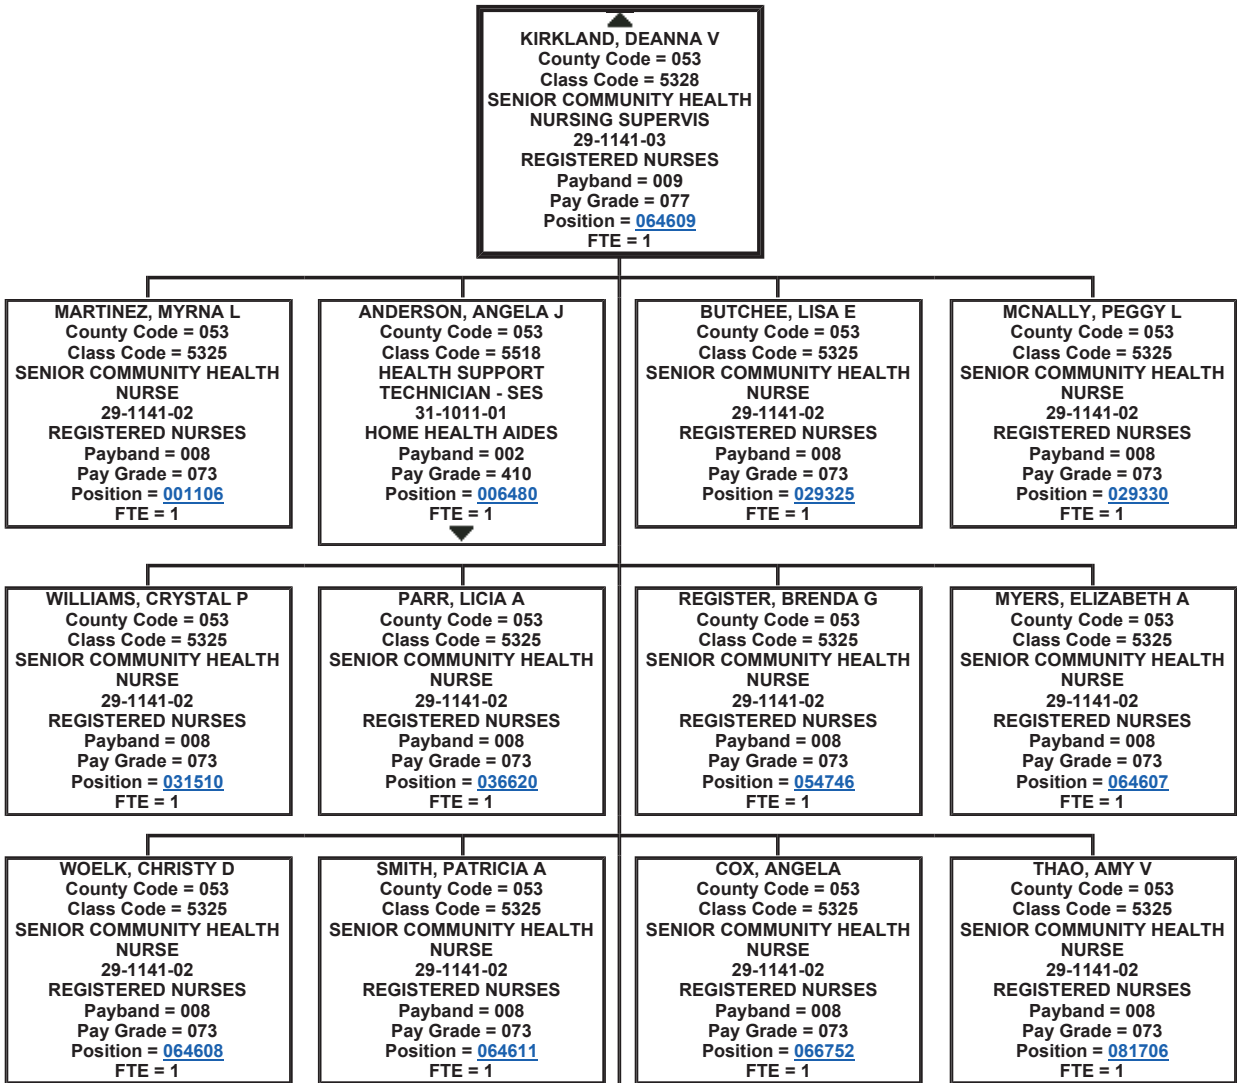 KIRKLAND, DEANNA V
County Code = 053
Class Code = 5328
SENIOR COMMUNITY HEALTH
NURSING SUPERVIS
29-1141-03
REGISTERED NURSES
Payband = 009
Pay Grade = 077
Position = 064609
FTE = 1
MARTINEZ, MYRNA L
County Code = 053
Class Code = 5325
SENIOR COMMUNITY HEALTH
NURSE
29-1141-02
REGISTERED NURSES
Payband = 008
Pay Grade = 073
Position = 001106
FTE = 1
ANDERSON, ANGELA J
County Code = 053
Class Code = 5518
HEALTH SUPPORT
TECHNICIAN - SES
31-1011-01
HOME HEALTH AIDES
Payband = 002
Pay Grade = 410
Position = 006480
FTE = 1
BUTCHEE, LISA E
County Code = 053
Class Code = 5325
SENIOR COMMUNITY HEALTH
NURSE
29-1141-02
REGISTERED NURSES
Payband = 008
Pay Grade = 073
Position = 029325
FTE = 1
MCNALLY, PEGGY L
County Code = 053
Class Code = 5325
SENIOR COMMUNITY HEALTH
NURSE
29-1141-02
REGISTERED NURSES
Payband = 008
Pay Grade = 073
Position = 029330
FTE = 1
WILLIAMS, CRYSTAL P
County Code = 053
Class Code = 5325
SENIOR COMMUNITY HEALTH
NURSE
29-1141-02
REGISTERED NURSES
Payband = 008
Pay Grade = 073
Position = 031510
FTE = 1
PARR, LICIA A
County Code = 053
Class Code = 5325
SENIOR COMMUNITY HEALTH
NURSE
29-1141-02
REGISTERED NURSES
Payband = 008
Pay Grade = 073
Position = 036620
FTE = 1
REGISTER, BRENDA G
County Code = 053
Class Code = 5325
SENIOR COMMUNITY HEALTH
NURSE
29-1141-02
REGISTERED NURSES
Payband = 008
Pay Grade = 073
Position = 054746
FTE = 1
MYERS, ELIZABETH A
County Code = 053
Class Code = 5325
SENIOR COMMUNITY HEALTH
NURSE
29-1141-02
REGISTERED NURSES
Payband = 008
Pay Grade = 073
Position = 064607
FTE = 1
WOELK, CHRISTY D
County Code = 053
Class Code = 5325
SENIOR COMMUNITY HEALTH
NURSE
29-1141-02
REGISTERED NURSES
Payband = 008
Pay Grade = 073
Position = 064608
FTE = 1
SMITH, PATRICIA A
County Code = 053
Class Code = 5325
SENIOR COMMUNITY HEALTH
NURSE
29-1141-02
REGISTERED NURSES
Payband = 008
Pay Grade = 073
Position = 064611
FTE = 1
COX, ANGELA
County Code = 053
Class Code = 5325
SENIOR COMMUNITY HEALTH
NURSE
29-1141-02
REGISTERED NURSES
Payband = 008
Pay Grade = 073
Position = 066752
FTE = 1
THAO, AMY V
County Code = 053
Class Code = 5325
SENIOR COMMUNITY HEALTH
NURSE
29-1141-02
REGISTERED NURSES
Payband = 008
Pay Grade = 073
Position = 081706
FTE = 1